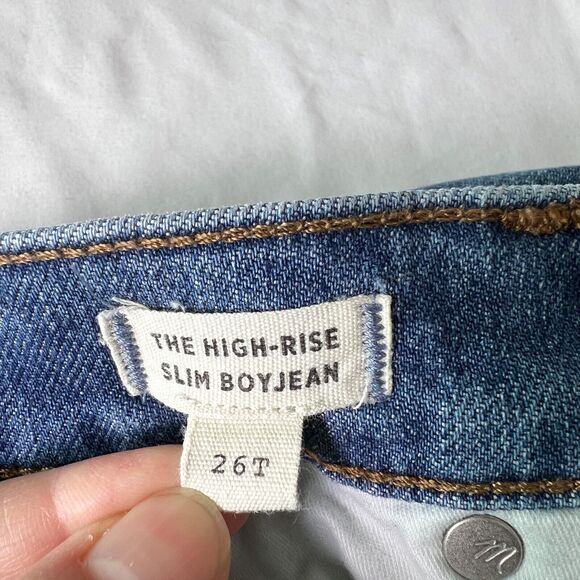 THE HIGH-RISE
SLIM BOYJEAN
26T
M